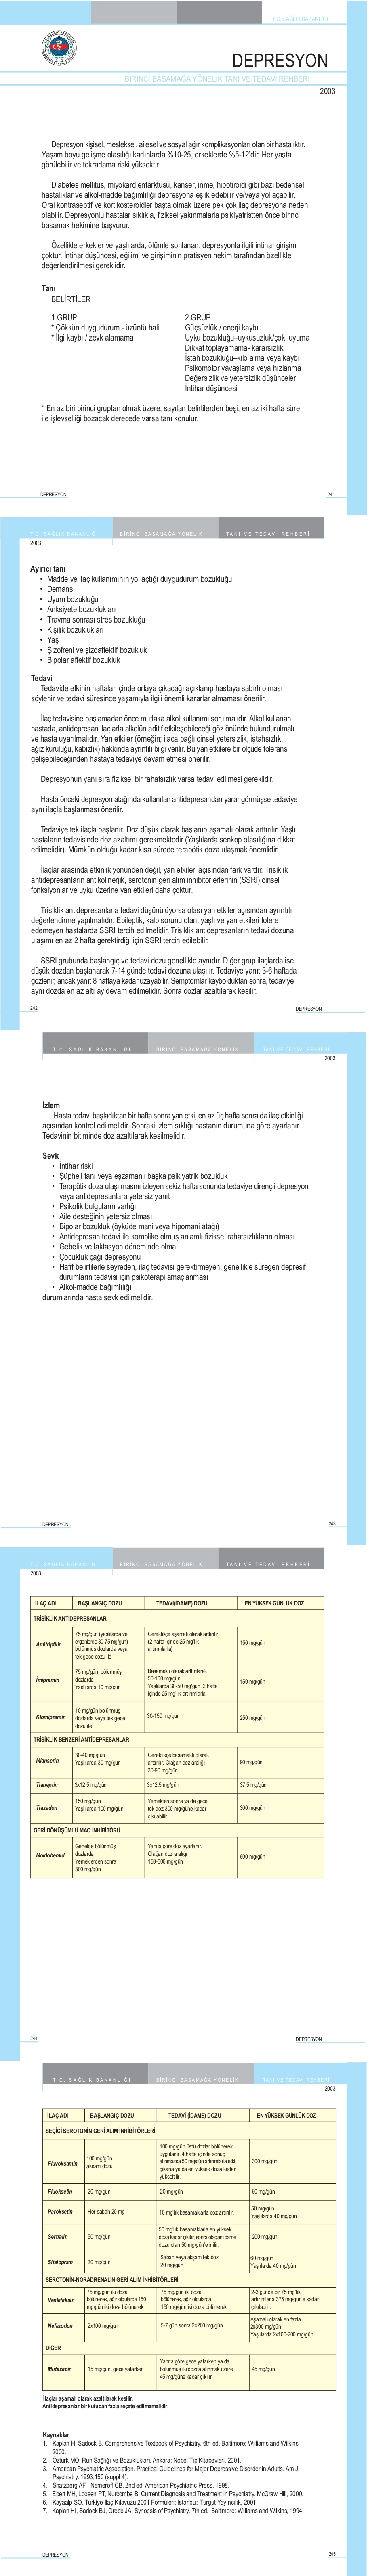 T.C. SAĞLIK BAKANLIĞI
DEPRESYON
BİRİNCİ BASAMAĞA YÖNELİK TANI VE TEDAVİ REHBERİ
2003
Depresyon kişisel, mesleksel, ailesel ve sosyal ağır komplikasyonları olan bir hastalıktır.
Yaşam boyu gelişme olasılığı kadınlarda %10-25, erkeklerde %5-12'dir. Her yaşta
görülebilir ve tekrarlama riski yüksektir.
Diabetes mellitus, miyokard enfarktüsü, kanser, inme, hipotiroidi gibi bazı bedensel
hastalıklar ve alkol-madde bağımlılığı depresyona eşlik edebilir ve/veya yol açabilir.
Oral kontraseptif ve kortikosteroidler başta olmak üzere pek çok ilaç depresyona neden
olabilir. Depresyonlu hastalar sıklıkla, fiziksel yakınmalarla psikiyatristten önce birinci
basamak hekimine başvurur.
Özellikle erkekler ve yaşlılarda, ölümle sonlanan, depresyonla ilgili intihar girişimi
çoktur. İntihar düşüncesi, eğilimi ve girişiminin pratisyen hekim tarafından özellikle
değerlendirilmesi gereklidir.
Tanı
BELİRTİLER
1.GRUP
* Çökkün duygudurum - üzüntü hali
* İlgi kaybı / zevk alamama
2.GRUP
Güçsüzlük / enerji kaybı
Uyku bozukluğu–uykusuzluk/çok uyuma
Dikkat toplayamama- kararsızlık
İştah bozukluğu–kilo alma veya kaybı
Psikomotor yavaşlama veya hızlanma
Değersizlik ve yetersizlik düşünceleri
İntihar düşüncesi
* En az biri birinci gruptan olmak üzere, sayılan belirtilerden beşi, en az iki hafta süre
ile işlevselliği bozacak derecede varsa tanı konulur.
DEPRESYON
241
T.C. SAĞLIK BAKANLIĞI BİRİNCİ BASAMAĞA YÖNELİK TANI VE TEDAVİ REHBERİ
2003
Ayırıcı tanı
• Madde ve ilaç kullanımının yol açtığı duygudurum bozukluğu
• Demans
• Uyum bozukluğu
• Anksiyete bozuklukları
• Travma sonrası stres bozukluğu
• Kişilik bozuklukları
• Yaş
• Şizofreni ve şizoaffektif bozukluk
• Bipolar affektif bozukluk
Tedavi
Tedavide etkinin haftalar içinde ortaya çıkacağı açıklanıp hastaya sabırlı olması
söylenir ve tedavi süresince yaşamıyla ilgili önemli kararlar almaması önerilir.
İlaç tedavisine başlamadan önce mutlaka alkol kullanımı sorulmalıdır. Alkol kullanan
hastada, antidepresan ilaçlarla alkolün aditif etkileşebileceği göz önünde bulundurulmalı
ve hasta uyarılmalıdır. Yan etkiler (örneğin; ilaca bağlı cinsel yetersizlik, iştahsızlık,
ağız kuruluğu, kabızlık) hakkında ayrıntılı bilgi verilir. Bu yan etkilere bir ölçüde tolerans
gelişebileceğinden hastaya tedaviye devam etmesi önerilir.
Depresyonun yanı sıra fiziksel bir rahatsızlık varsa tedavi edilmesi gereklidir.
Hasta önceki depresyon atağında kullanılan antidepresandan yarar görmüşse tedaviye
aynı ilaçla başlanması önerilir.
Tedaviye tek ilaçla başlanır. Doz düşük olarak başlanıp aşamalı olarak arttırılır. Yaşlı
hastaların tedavisinde doz azaltımı gerekmektedir (Yaşlılarda senkop olasılığına dikkat
edilmelidir). Mümkün olduğu kadar kısa sürede terapötik doza ulaşmak önemlidir.
İlaçlar arasında etkinlik yönünden değil, yan etkileri açısından fark vardır. Trisiklik
antidepresanların antikolinerjik, serotonin geri alım inhibitörlerlerinin (SSRI) cinsel
fonksiyonlar ve uyku üzerine yan etkileri daha çoktur.
Trisiklik antidepresanlarla tedavi düşünülüyorsa olası yan etkiler açısından ayrıntılı
değerlendirme yapılmalıdır. Epileptik, kalp sorunu olan, yaşlı ve yan etkileri tolere
edemeyen hastalarda SSRI tercih edilmelidir. Trisiklik antidepresanların tedavi dozuna
ulaşımı en az 2 hafta gerektirdiği için SSRI tercih edilebilir.
SSRI grubunda başlangıç ve tedavi dozu genellikle aynıdır. Diğer grup ilaçlarda ise
düşük dozdan başlanarak 7-14 günde tedavi dozuna ulaşılır. Tedaviye yanıt 3-6 haftada
gözlenir, ancak yanıt 8 haftaya kadar uzayabilir. Semptomlar kaybolduktan sonra, tedaviye
aynı dozda en az altı ay devam edilmelidir. Sonra dozlar azaltılarak kesilir.
242
DEPRESYON
T.C. SAĞLIK BAKANLIĞI BİRİNCİ BASAMAĞA YÖNELİK TANI VE TEDAVİ REHBERİ
2003
İzlem
Hasta tedavi başladıktan bir hafta sonra yan etki, en az üç hafta sonra da ilaç etkinliği
açısından kontrol edilmelidir. Sonraki izlem sıklığı hastanın durumuna göre ayarlanır.
Tedavinin bitiminde doz azaltılarak kesilmelidir.
Sevk
• İntihar riski
• Şüpheli tanı veya eşzamanlı başka psikiyatrik bozukluk
• Terapötik doza ulaşılmasını izleyen sekiz hafta sonunda tedaviye dirençli depresyon
veya antidepresanlara yetersiz yanıt
• Psikotik bulguların varlığı
• Aile desteğinin yetersiz olması
• Bipolar bozukluk (öyküde mani veya hipomani atağı)
• Antidepresan tedavi ile komplike olmuş anlamlı fiziksel rahatsızlıkların olması
• Gebelik ve laktasyon döneminde olma
• Çocukluk çağı depresyonu
• Hafif belirtilerle seyreden, ilaç tedavisi gerektirmeyen, genellikle süregen depresif
durumların tedavisi için psikoterapi amaçlanması
• Alkol-madde bağımlılığı
durumlarında hasta sevk edilmelidir.
DEPRESYON
243
T.C. SAĞLIK BAKANLIĞI BİRİNCİ BASAMAĞA YÖNELİK TANI VE TEDAVİ REHBERİ
2003
İLAÇ ADI BAŞLANGIÇ DOZU TEDAVİ(İDAME) DOZU EN YÜKSEK GÜNLÜK DOZ
TRİSİKLİK ANTİDEPRESANLAR
Amitriptilin
75 mg/gün (yaşlılarda ve
ergenlerde 30-75 mg/gün)
bölünmüş dozlarda veya
tek gece dozu ile
Gerektikçe aşamalı olarak arttırılır
(2 hafta içinde 25 mg'lık
artırımlarla)
150 mg/gün
İmipramin
75 mg/gün, bölünmüş
dozlarda
Yaşlılarda 10 mg/gün
Basamaklı olarak arttırılarak
50-100 mg/gün
Yaşlılarda 30-50 mg/gün, 2 hafta
içinde 25 mg'lık artırımlarla
150 mg/gün
Klomipramin
10 mg/gün bölünmüş
dozlarda veya tek gece
dozu ile
30-150 mg/gün
250 mg/gün
TRİSİKLİK BENZERİ ANTİDEPRESANLAR
Mianserin
30-40 mg/gün
Yaşlılarda 30 mg/gün
Gerektikçe basamaklı olarak
arttırılır. Olağan doz aralığı
30-90 mg/gün
90 mg/gün
Tianeptin 3x12,5 mg/gün 3x12,5 mg/gün 37,5 mg/gün
Trazadon
150 mg/gün
Yaşlılarda 100 mg/gün
Yemekten sonra ya da gece
tek doz 300 mg/güne kadar
çıkılabilir.
300 mg/gün
GERİ DÖNÜŞÜMLÜ MAO İNHİBİTÖRÜ
Moklobemid
Genelde bölünmüş
dozlarda
Yemeklerden sonra
300 mg/gün
Yanıta göre doz ayarlanır.
Olağan doz aralığı
150-600 mg/gün
600 mg/gün
244
DEPRESYON
T.C. SAĞLIK BAKANLIĞI BİRİNCİ BASAMAĞA YÖNELİK TANI VE TEDAVİ REHBERİ
2003
İLAÇ ADI BAŞLANGIÇ DOZU TEDAVİ (İDAME) DOZU EN YÜKSEK GÜNLÜK DOZ
SEÇİCİ SEROTONİN GERİ ALIM İNHİBİTÖRLERİ
Fluvoksamin
100 mg/gün
akşam dozu
100 mg/gün üstü dozlar bölünerek
uygulanır. 4 hafta içinde sonuç
alınmazsa 50 mg/gün artırımlarla etki
çıkana ya da en yüksek doza kadar
yükseltilir.
300 mg/gün
Fluoksetin 20 mg/gün 20 mg/gün 60 mg/gün
Paroksetin
Her sabah 20 mg
10 mg'lık basamaklarla doz artırılır.
50 mg/gün
Yaşlılarda 40 mg/gün
Sertralin
50 mg/gün
50 mg'lık basamaklarla en yüksek
doza kadar çıkılır, sonra olağan idame
dozu olan 50 mg/gün'e inilir.
200 mg/gün
Sitalopram
20 mg/gün
Sabah veya akşam tek doz
20 mg/gün
60 mg/gün
Yaşlılarda 40 mg/gün
SEROTONİN-NORADRENALİN GERİ ALIM İNHİBİTÖRLERİ
Venlafaksin
75 mg/gün iki doza
bölünerek, ağır olgularda 150
mg/gün iki doza bölünerek
75 mg/gün iki doza
bölünerek, ağır olgularda
150 mg/gün iki doza bölünerek
2-3 günde bir 75 mg'lık
artırımlarla 375 mg/gün'e kadar
çıkılabilir.
Nefazodon
2x100 mg/gün
5-7 gün sonra 2x200 mg/gün
Aşamalı olarak en fazla
2x300 mg/gün.
Yaşlılarda 2x100-200 mg/gün
DİĞER
Mirtazapin
15 mg/gün, gece yatarken
Yanıta göre gece yatarken ya da
bölünmüş iki dozda alınmak üzere
45 mg/güne kadar çıkılır
45 mg/gün
İlaçlar aşamalı olarak azaltılarak kesilir.
Antidepresanlar bir kutudan fazla reçete edilmemelidir.
Kaynaklar
1. Kaplan H, Sadock B. Comprehensive Textbook of Psychiatry. 6th ed. Baltimore: Williams and Wilkins,
2000.
2. Öztürk MO. Ruh Sağlığı ve Bozuklukları. Ankara: Nobel Tıp Kitabevleri, 2001.
3. American Psychiatric Association. Practical Guidelines for Major Depressive Disorder in Adults. Am J
Psychiatry. 1993;150 (suppl 4).
4. Shatzberg AF , Nemeroff CB. 2nd ed. American Psychiatric Press, 1998.
5. Ebert MH, Loosen PT, Nurcombe B. Current Diagnosis and Treatment in Psychiatry. McGraw Hill, 2000.
6. Kayaalp SO. Türkiye İlaç Kılavuzu 2001 Formüleri: İstanbul: Turgut Yayıncılık, 2001.
7. Kaplan HI, Sadock BJ, Grebb JA. Synopsis of Psychiatry. 7th ed. Baltimore: Williams and Wilkins, 1994.
DEPRESYON
245